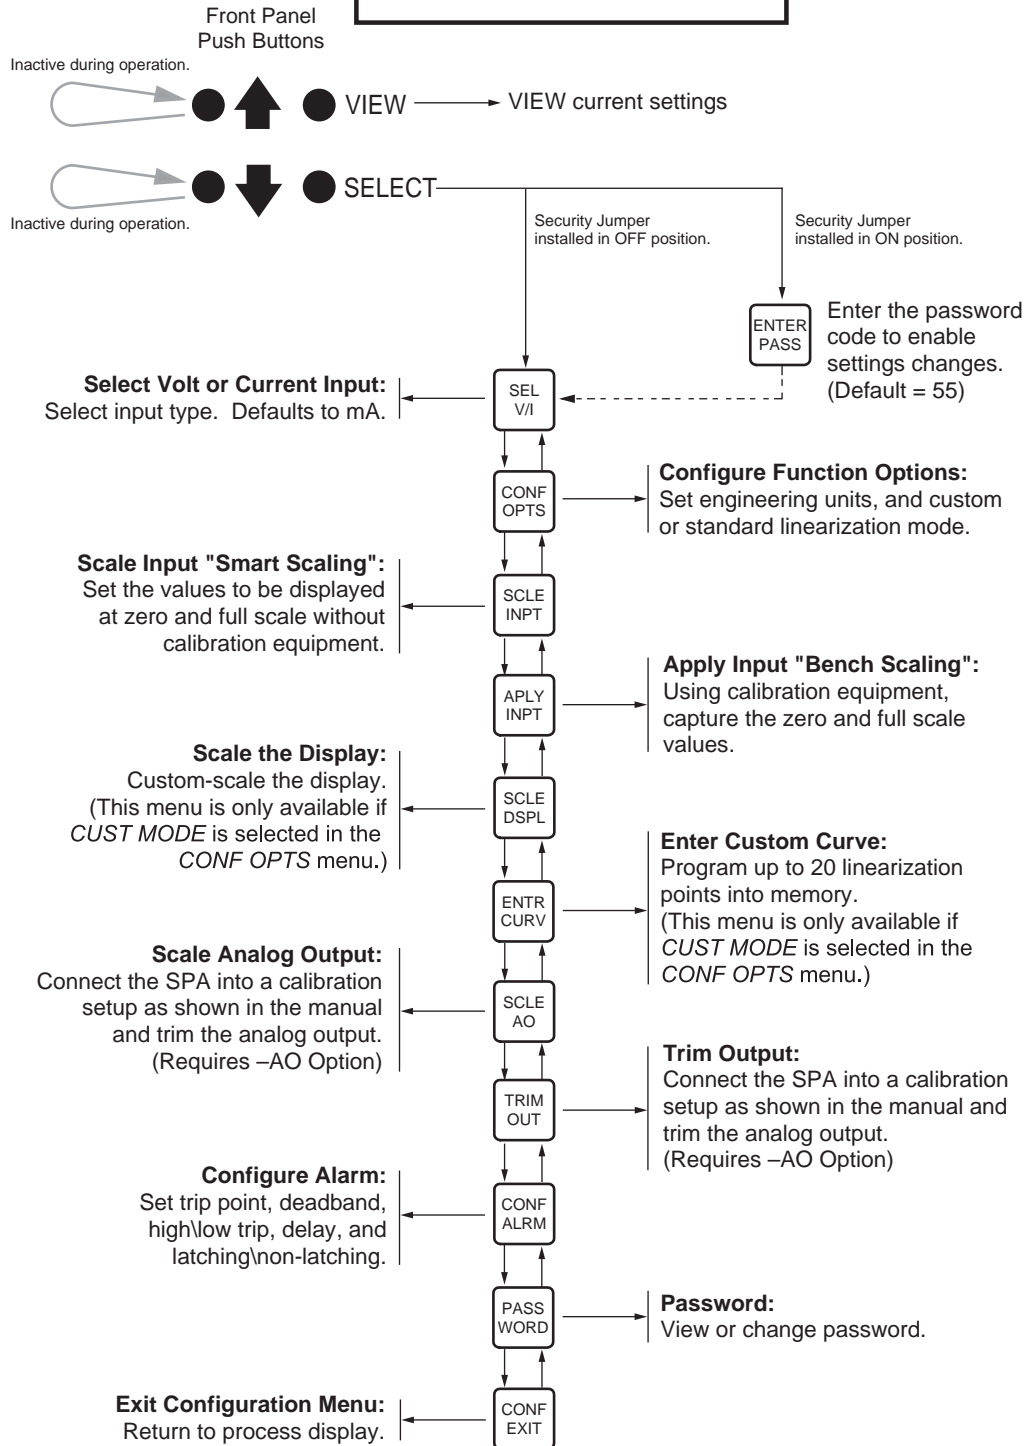 Front Panel
Push Buttons
Inactive during operation.
VIEW
VIEW current settings
SELECT
Inactive during operation.
Security Jumper
installed in OFF position.
Security Jumper
installed in ON position.
ENTER
PASS
Enter the password
code to enable
settings changes.
(Default = 55)
Select Volt or Current Input:
Select input type.  Defaults to mA.
SEL
V/I
CONF
OPTS
Configure Function Options:
Set engineering units, and custom
or standard linearization mode.
Scale Input "Smart Scaling":
Set the values to be displayed
at zero and full scale without
calibration equipment.
SCLE
INPT
APLY
INPT
Apply Input "Bench Scaling":
Using calibration equipment,
capture the zero and full scale
values.
Scale the Display:
Custom-scale the display.
(This menu is only available if
CUST MODE is selected in the
CONF OPTS menu.)
SCLE
DSPL
ENTR
CURV
Enter Custom Curve:
Program up to 20 linearization
points into memory.
(This menu is only available if
CUST MODE is selected in the
CONF OPTS menu.)
Scale Analog Output:
Connect the SPA into a calibration
setup as shown in the manual
and trim the analog output.
(Requires –AO Option)
SCLE
AO
TRIM
OUT
Trim Output:
Connect the SPA into a calibration
setup as shown in the manual and
trim the analog output.
(Requires –AO Option)
Configure Alarm:
Set trip point, deadband,
high\low trip, delay, and
latching\non-latching.
CONF
ALRM
PASS
WORD
Password:
View or change password.
Exit Configuration Menu:
Return to process display.
CONF
EXIT